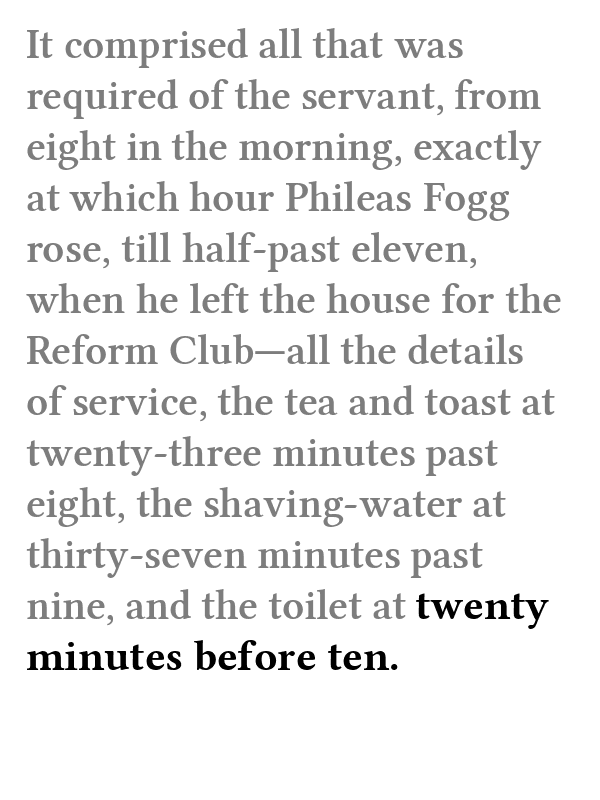 It comprised all that was
required of the servant, from
eight in the morning, exactly
at which hour Phileas Fogg
rose, till half-past eleven,
when he left the house for the
Reform Club—all the details
of service, the tea and toast at
twenty-three minutes past
eight, the shaving-water at
thirty-seven minutes past
nine, and the toilet at twenty
minutes before ten.